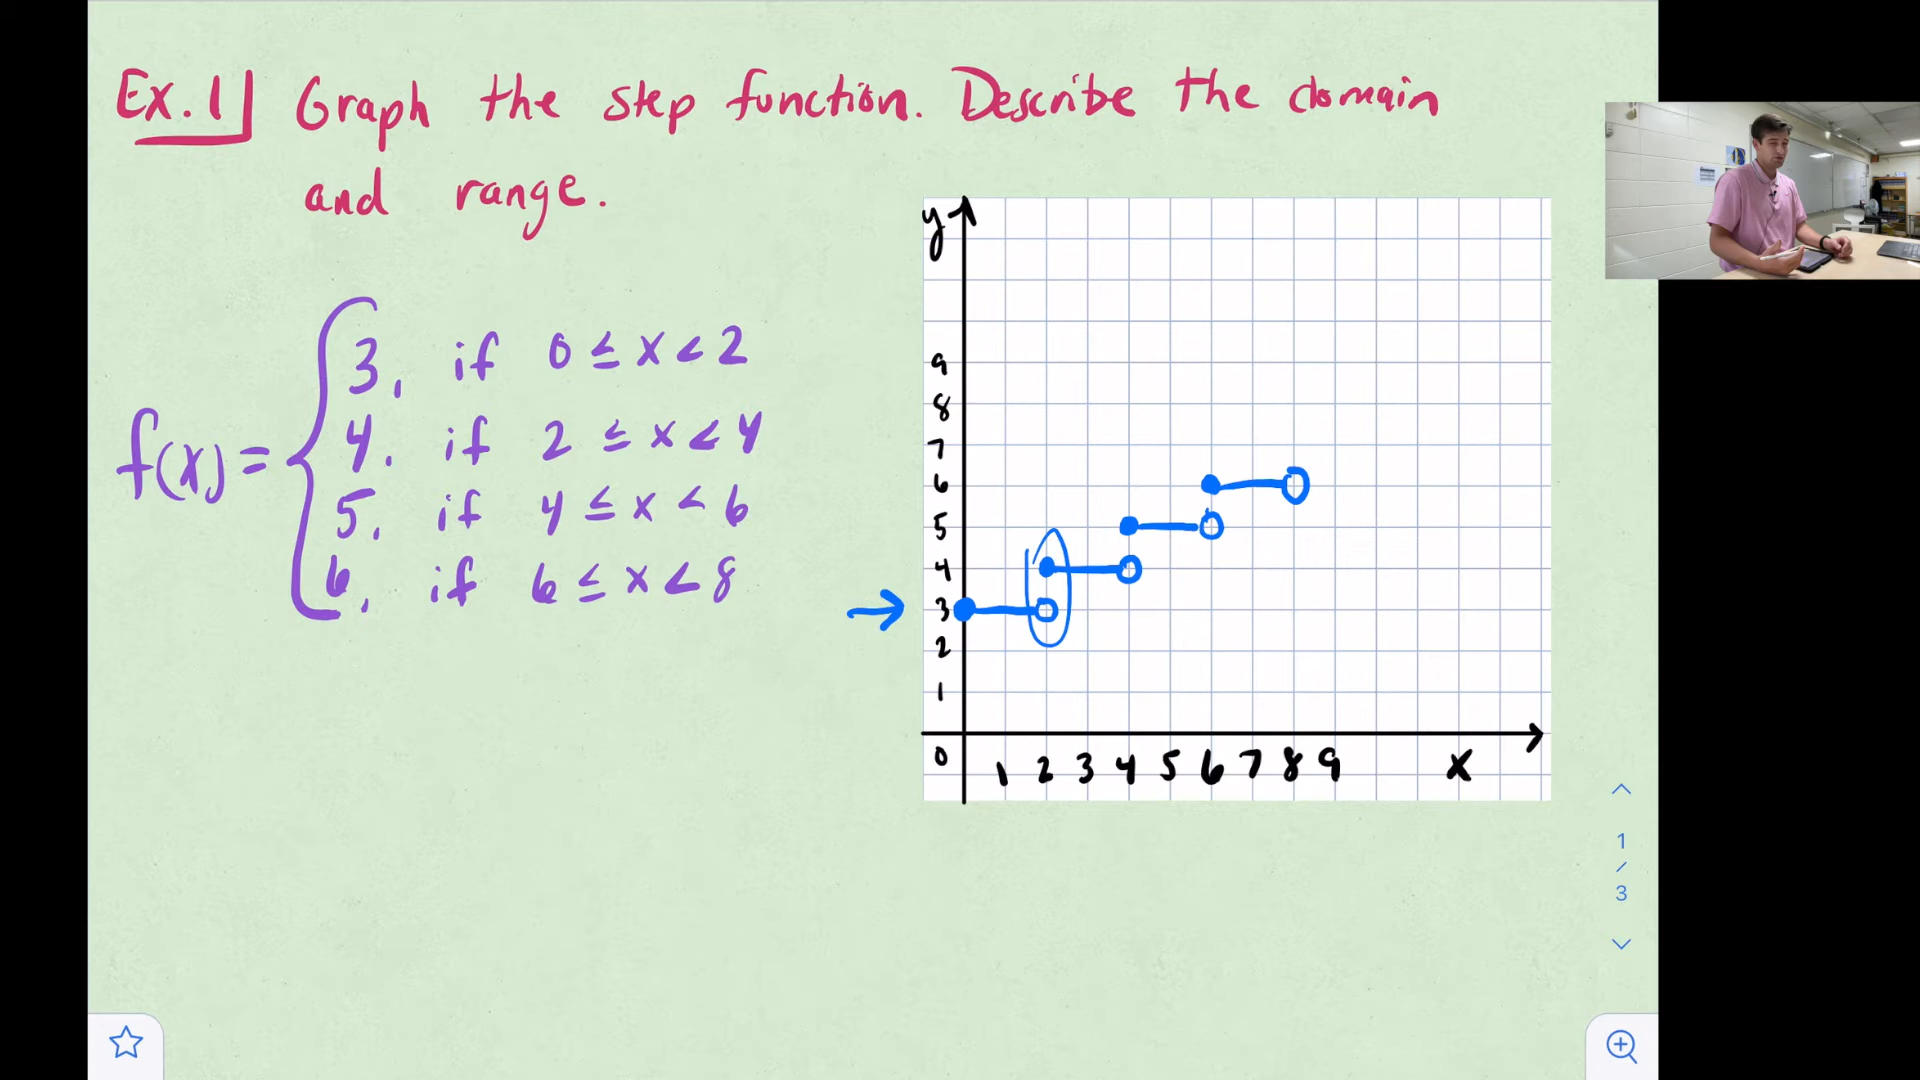 Ex. 1 Graph the step function. Describe the domain
and range.
f(x) =
3, if 0 ≤ x < 2
4, if 2 ≤ x < 4
5, if 4 ≤ x < 6
6, if 6 ≤ x < 8
y
9
8
7
6
5
4
3
2
1
0
1 2 3 4 5 6 7 8 9 x
1
/
3